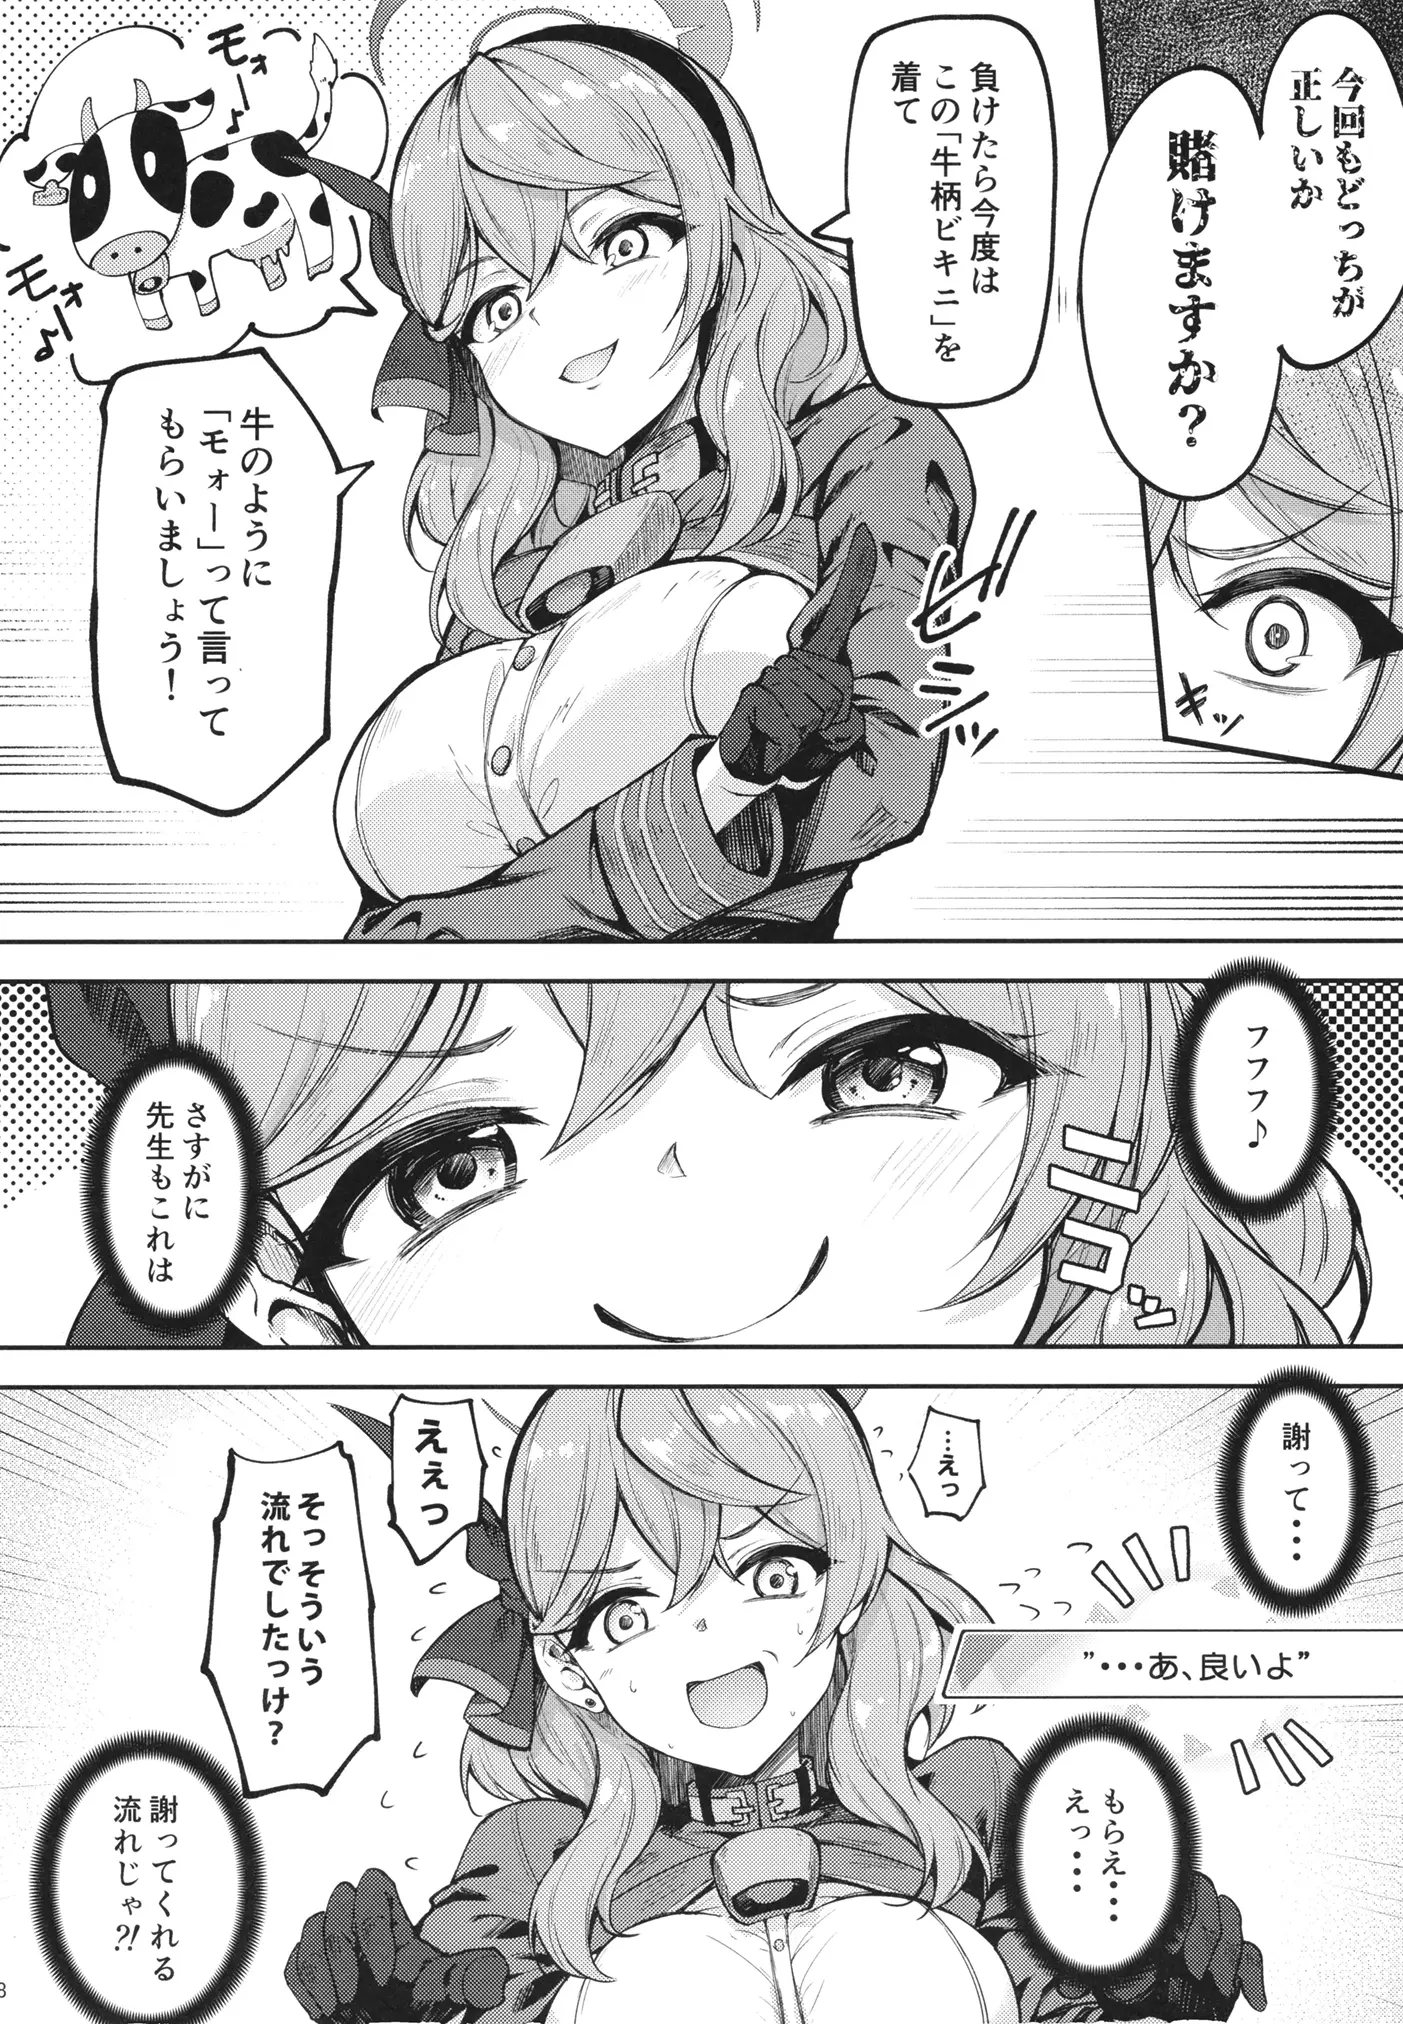 今回もどっちが
正しいか
賭けますか？
キッ
負けたら今度は
この「牛柄ビキニ」を
着て
ビシッ
モォー♪
モォー♪
牛のように
「モォー」って言って
もらいましょう！
フフフ♪
ニコッ
さすがに
先生もこれは
謝って・・・
…えっ
”・・・あ、良いよ”
もらえ・・・
えっ・・・
ええっ
そっそういう
流れでしたっけ？
謝ってくれる
流れじゃ?!
8